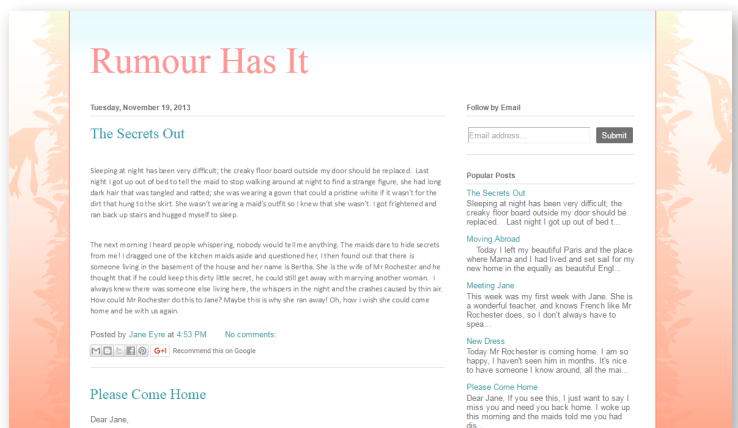 Rumour Has It
Tuesday, November 19, 2013
The Secrets Out
Sleeping at night has been very difficult; the creaky floor board outside my door should be replaced.  Last
night I got up out of bed to tell the maid to stop walking around at night to find a strange figure, she had long
dark hair that was tangled and ratted; she was wearing a gown that could a pristine white if it wasn't for the
dirt that hung to the skirt. She wasn't wearing a maid's outfit so I knew that she wasn't. I got frightened and
ran back up stairs and hugged myself to sleep.
The next morning I heard people whispering, nobody would tell me anything. The maids dare to hide secrets
from me! I dragged one of the kitchen maids aside and questioned her, I then found out that there is
someone living in the basement of the house and her name is Bertha. She is the wife of Mr Rochester and he
thought that if he could keep this dirty little secret, he could still get away with marrying another woman.  I
always knew there was someone else living here, the whispers in the night and the crashes caused by thin air.
How could Mr Rochester do this to Jane? Maybe this is why she ran away! Oh, how I wish she could come
home and be with us again.
Posted by Jane Eyre at 4:53 PM No comments:
G+1 Recommend this on Google
Please Come Home
Dear Jane,
Follow by Email
Email address... Submit
Popular Posts
The Secrets Out
Sleeping at night has been very difficult; the
creaky floor board outside my door should be
replaced.   Last night I got up out of bed t...
Moving Abroad
Today I left my beautiful Paris and the place
where Mama and I had lived and set sail for my
new home in the equally as beautiful Engl...
Meeting Jane
This week was my first week with Jane. She is
a wonderful teacher, and knows French like Mr
Rochester does, so I don't always have to
spea...
New Dress
Today Mr Rochester is coming home. I am so
happy, I haven't seen him in months. It's nice
to have someone I know around, all the mai...
Please Come Home
Dear Jane, If you see this, I just want to say I
miss you and need you back home. I woke up
this morning and the maids told me you had
dis...